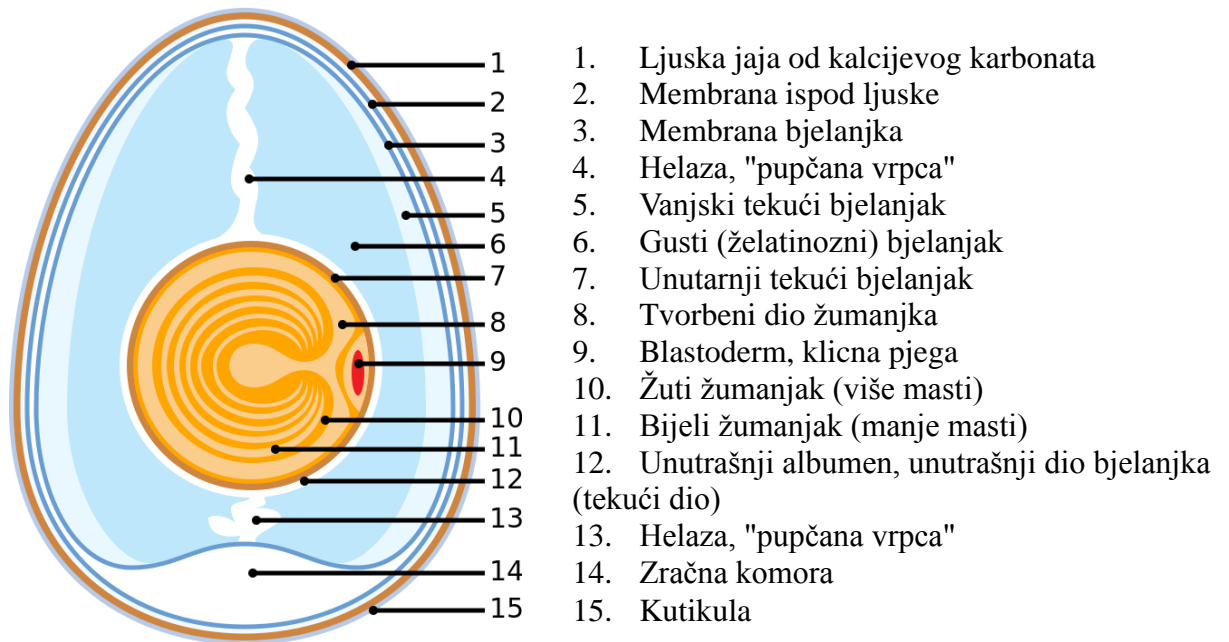 1
2
3
4
5
6
7
8
9
10
11
12
13
14
15
1. Ljuska jaja od kalcijevog karbonata
2. Membrana ispod ljuske
3. Membrana bjelanjka
4. Helaza, "pupčana vrpca"
5. Vanjski tekući bjelanjak
6. Gusti (želatinozni) bjelanjak
7. Unutarnji tekući bjelanjak
8. Tvorbeni dio žumanjka
9. Blastoderm, klicna pjega
10. Žuti žumanjak (više masti)
11. Bijeli žumanjak (manje masti)
12. Unutrašnji albumen, unutrašnji dio bjelanjka
(tekući dio)
13. Helaza, "pupčana vrpca"
14. Zračna komora
15. Kutikula